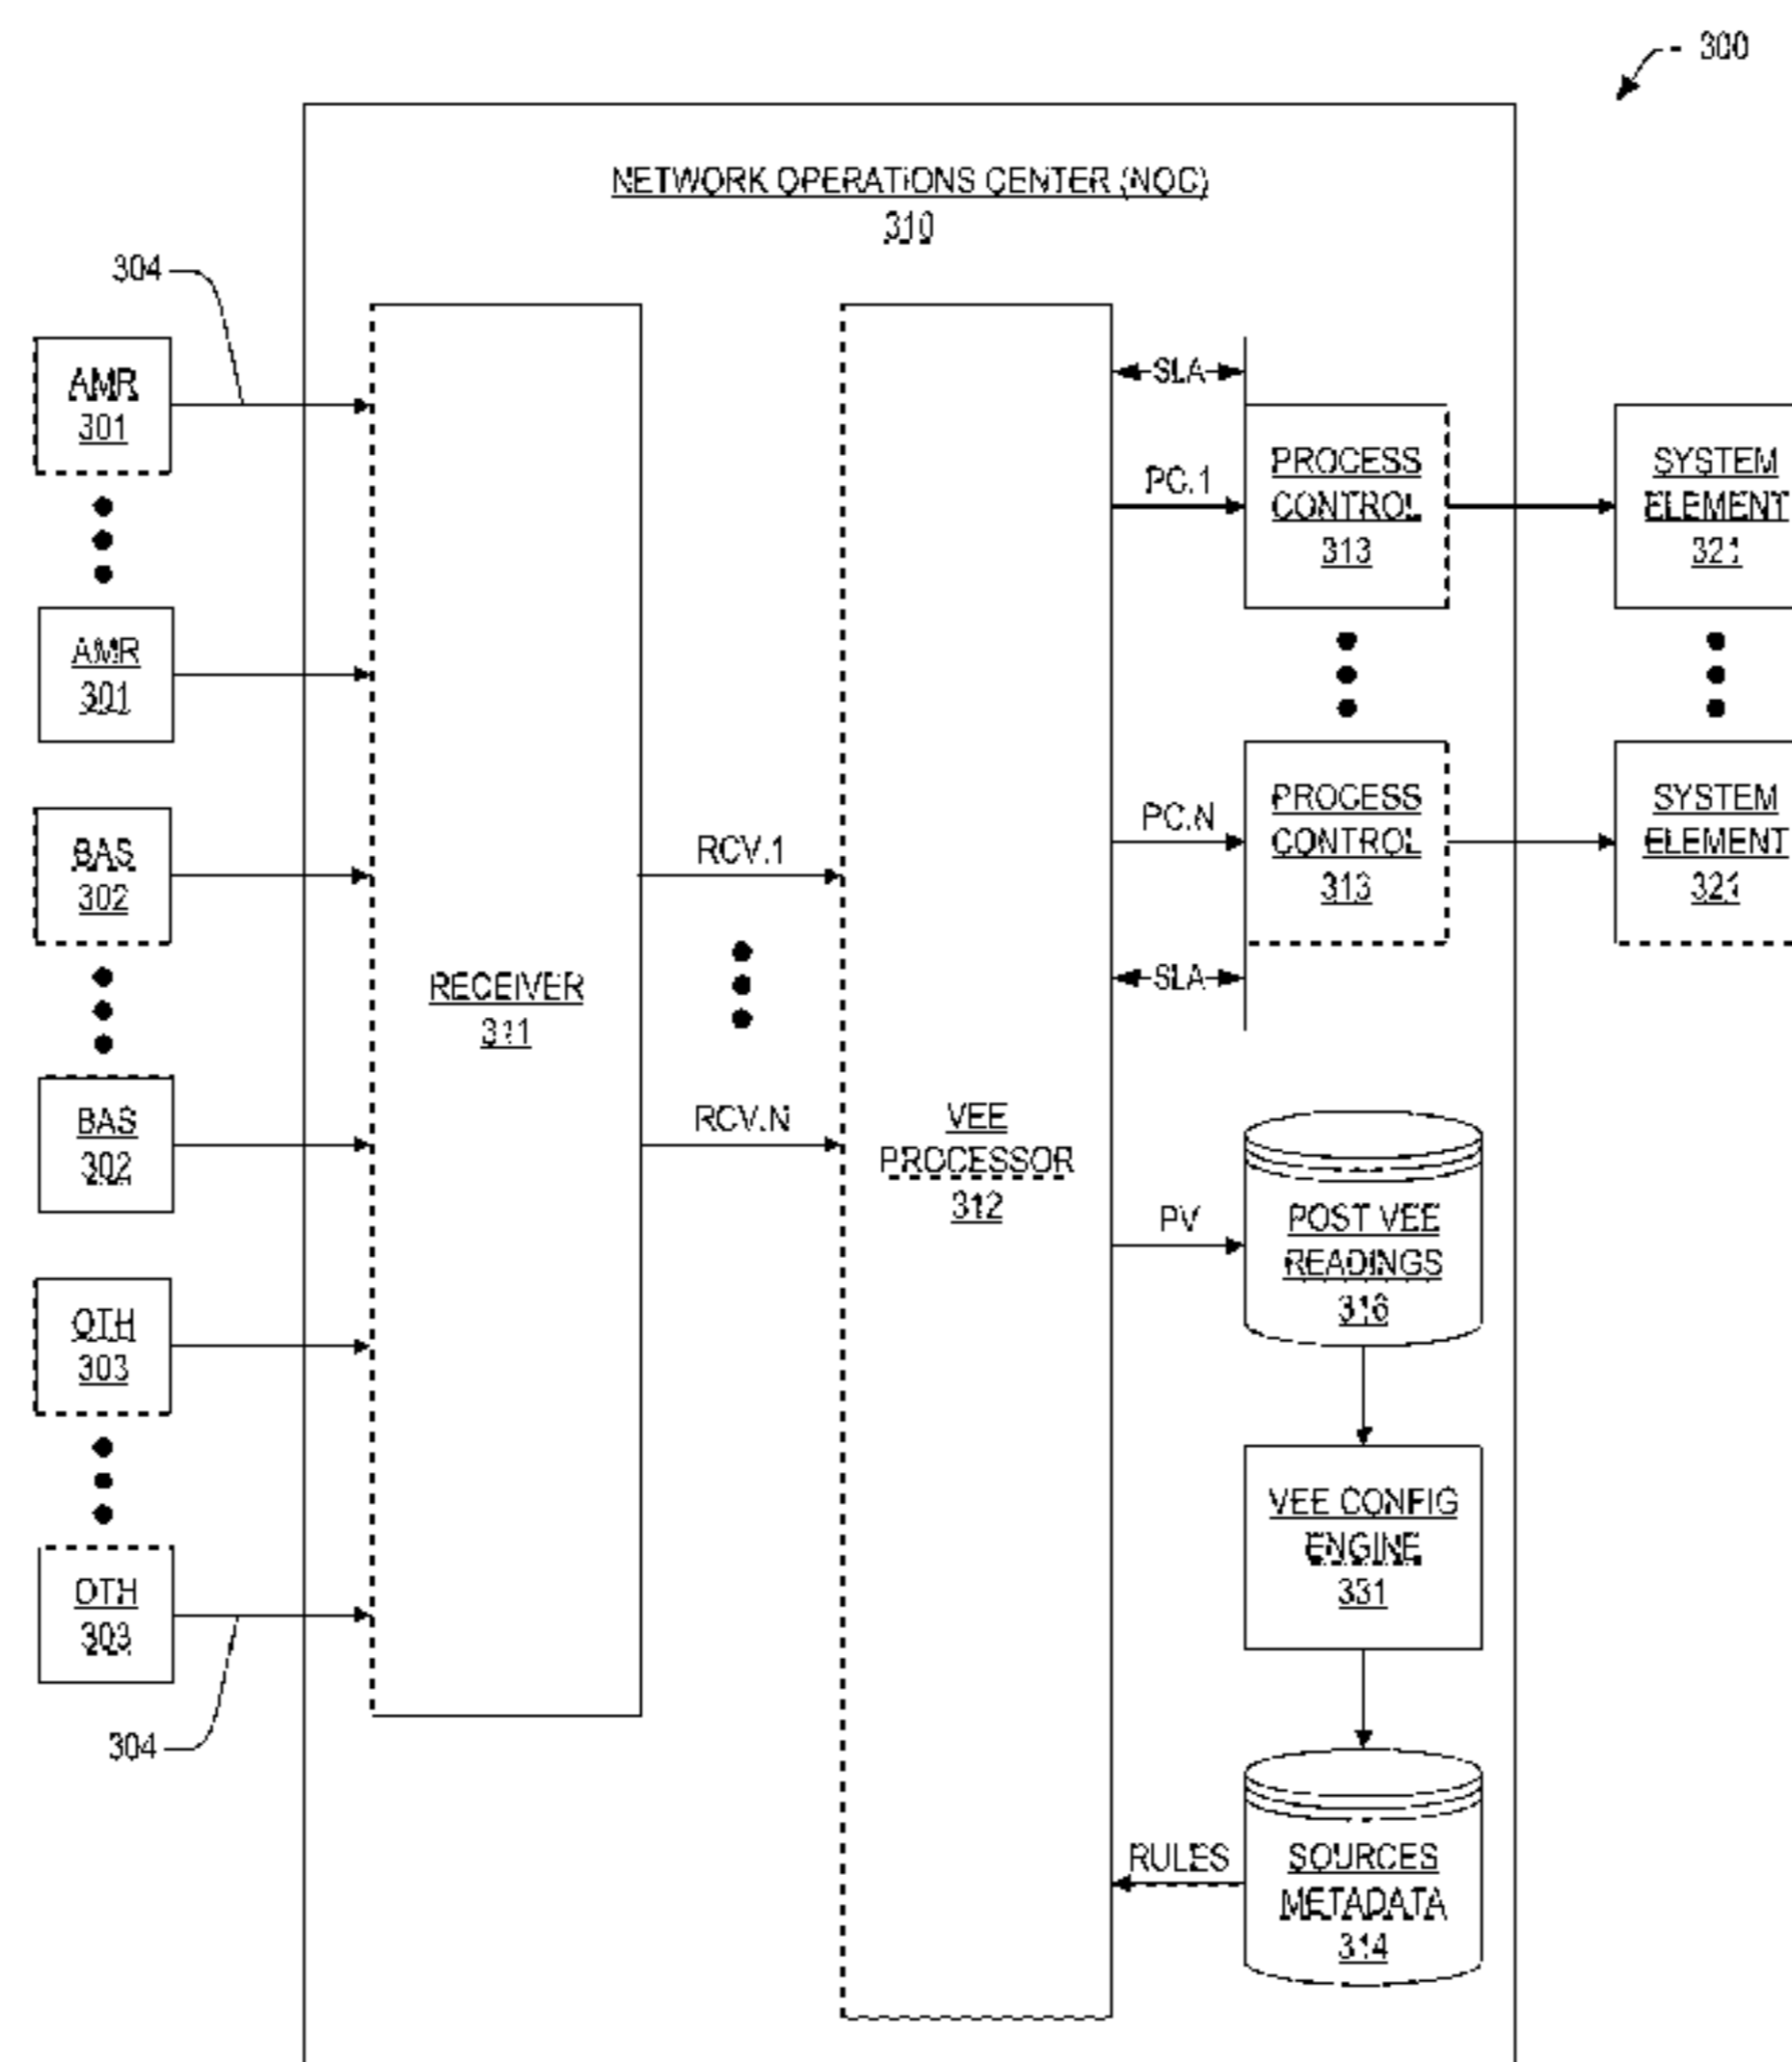 300
NETWORK OPERATIONS CENTER (NOC)
310
304
AMR
301
AMR
301
BAS
302
BAS
302
OTH
303
OTH
303
304
RECEIVER
311
RCV.1
RCV.N
VEE
PROCESSOR
312
SLA
PC.1
PC.N
SLA
PV
RULES
PROCESS
CONTROL
313
PROCESS
CONTROL
313
POST VEE
READINGS
316
VEE CONFIG
ENGINE
331
SOURCES
METADATA
314
SYSTEM
ELEMENT
321
SYSTEM
ELEMENT
321